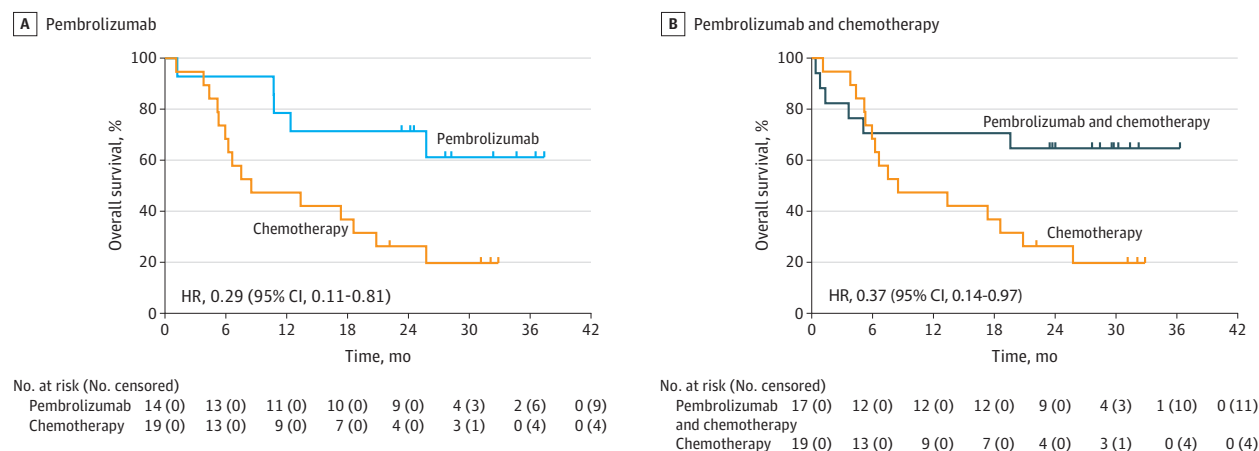 A Pembrolizumab
100
80
60
40
20
0
Overall survival, %
Pembrolizumab
Chemotherapy
HR, 0.29 (95% CI, 0.11-0.81)
0 6 12 18 24 30 36 42
Time, mo
No. at risk (No. censored)
Pembrolizumab 14 (0) 13 (0) 11 (0) 10 (0) 9 (0) 4 (3) 2 (6) 0 (9)
Chemotherapy 19 (0) 13 (0) 9 (0) 7 (0) 4 (0) 3 (1) 0 (4) 0 (4)
B Pembrolizumab and chemotherapy
100
80
60
40
20
0
Overall survival, %
Pembrolizumab and chemotherapy
Chemotherapy
HR, 0.37 (95% CI, 0.14-0.97)
0 6 12 18 24 30 36 42
Time, mo
No. at risk (No. censored)
Pembrolizumab 17 (0) 12 (0) 12 (0) 12 (0) 9 (0) 4 (3) 1 (10) 0 (11)
and chemotherapy
Chemotherapy 19 (0) 13 (0) 9 (0) 7 (0) 4 (0) 3 (1) 0 (4) 0 (4)